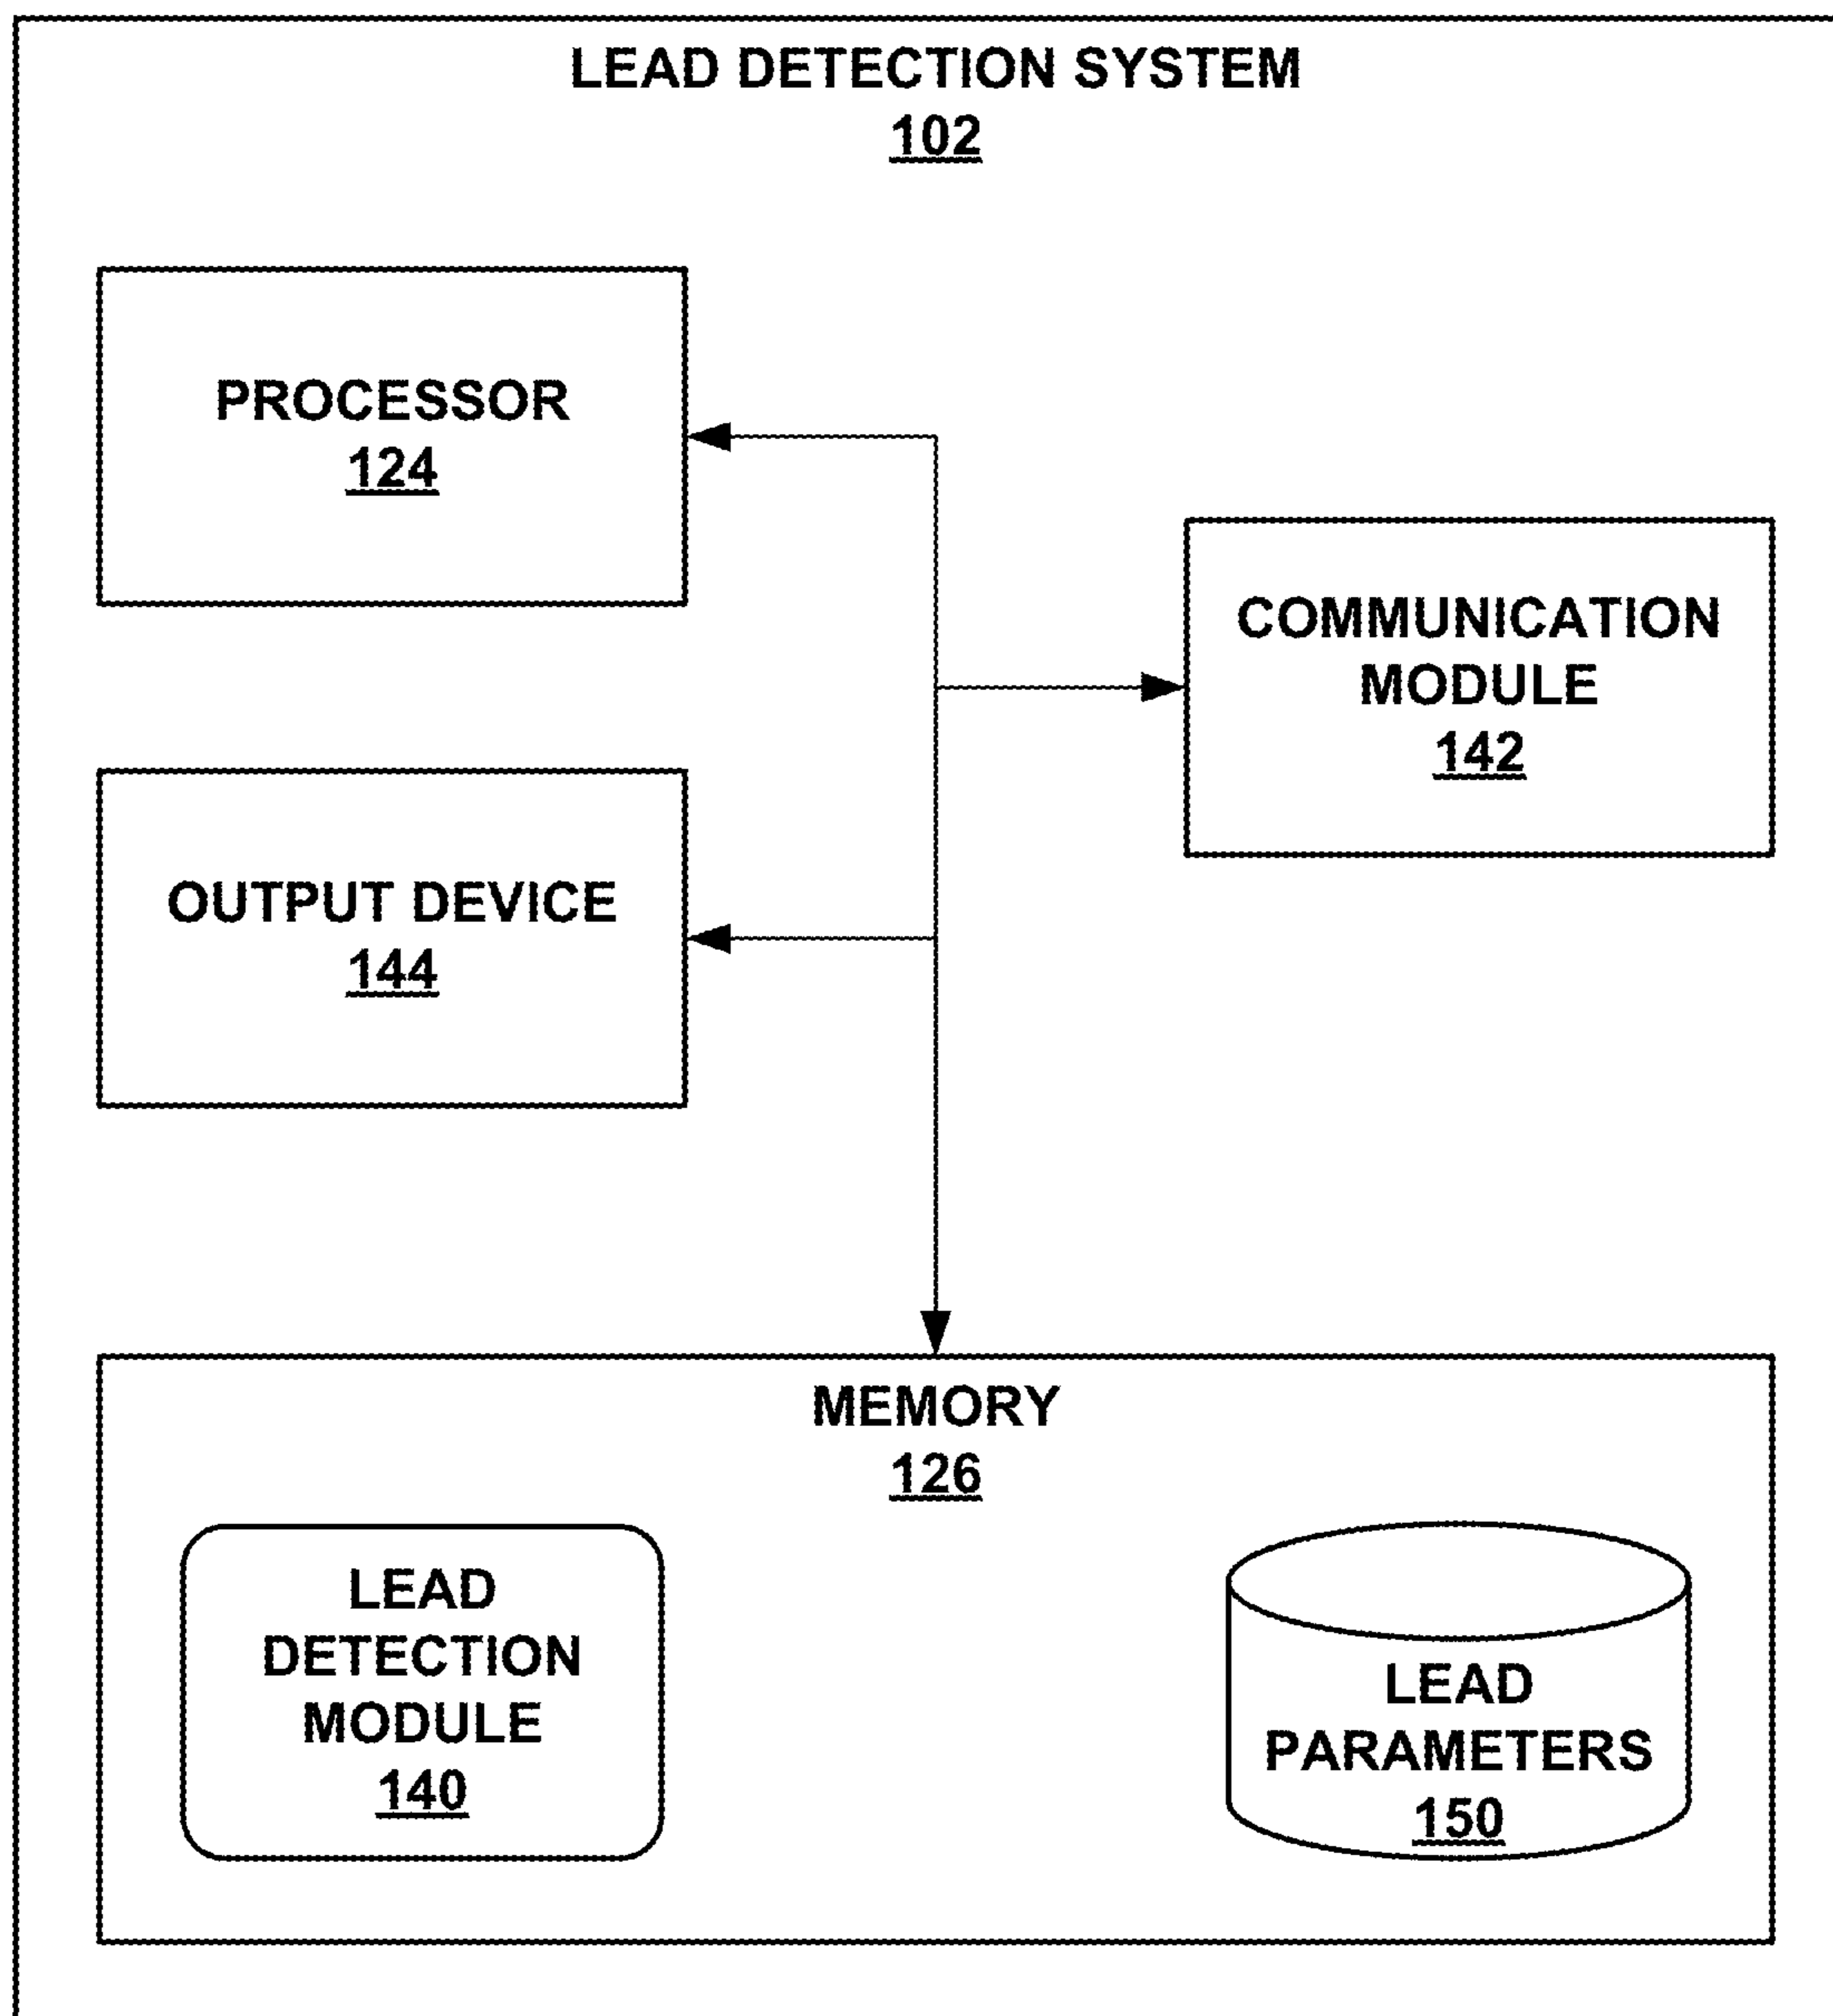 LEAD DETECTION SYSTEM
102
PROCESSOR
124
COMMUNICATION
MODULE
142
OUTPUT DEVICE
144
MEMORY
126
LEAD
DETECTION
MODULE
140
LEAD
PARAMETERS
150